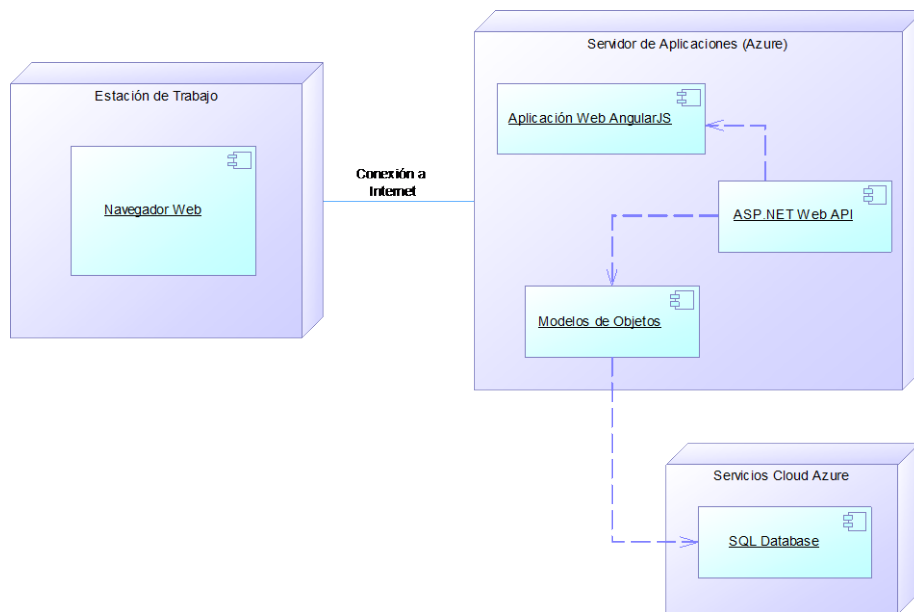 Servidor de Aplicaciones (Azure)
Estación de Trabajo
Aplicación Web AngularJS
Conexión a
Internet
Navegador Web
ASP.NET Web API
Modelos de Objetos
Servicios Cloud Azure
SQL Database